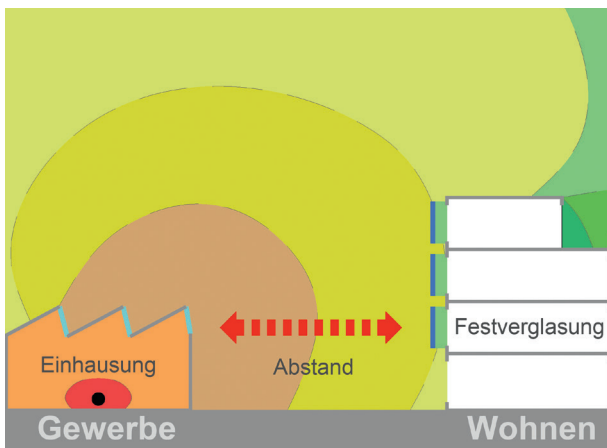 Festverglasung
Einhausung
Abstand
Gewerbe
Wohnen